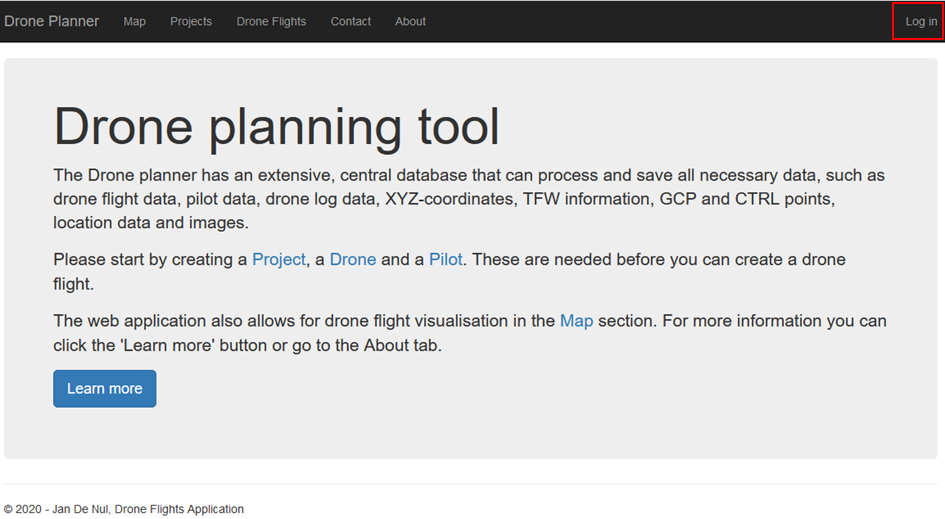 Drone Planner Map Projects Drone Flights Contact About Log in
Drone planning tool
The Drone planner has an extensive, central database that can process and save all necessary data, such as
drone flight data, pilot data, drone log data, XYZ-coordinates, TFW information, GCP and CTRL points,
location data and images.
Please start by creating a Project, a Drone and a Pilot. These are needed before you can create a drone
flight.
The web application also allows for drone flight visualisation in the Map section. For more information you can
click the 'Learn more' button or go to the About tab.
Learn more
© 2020 - Jan De Nul, Drone Flights Application